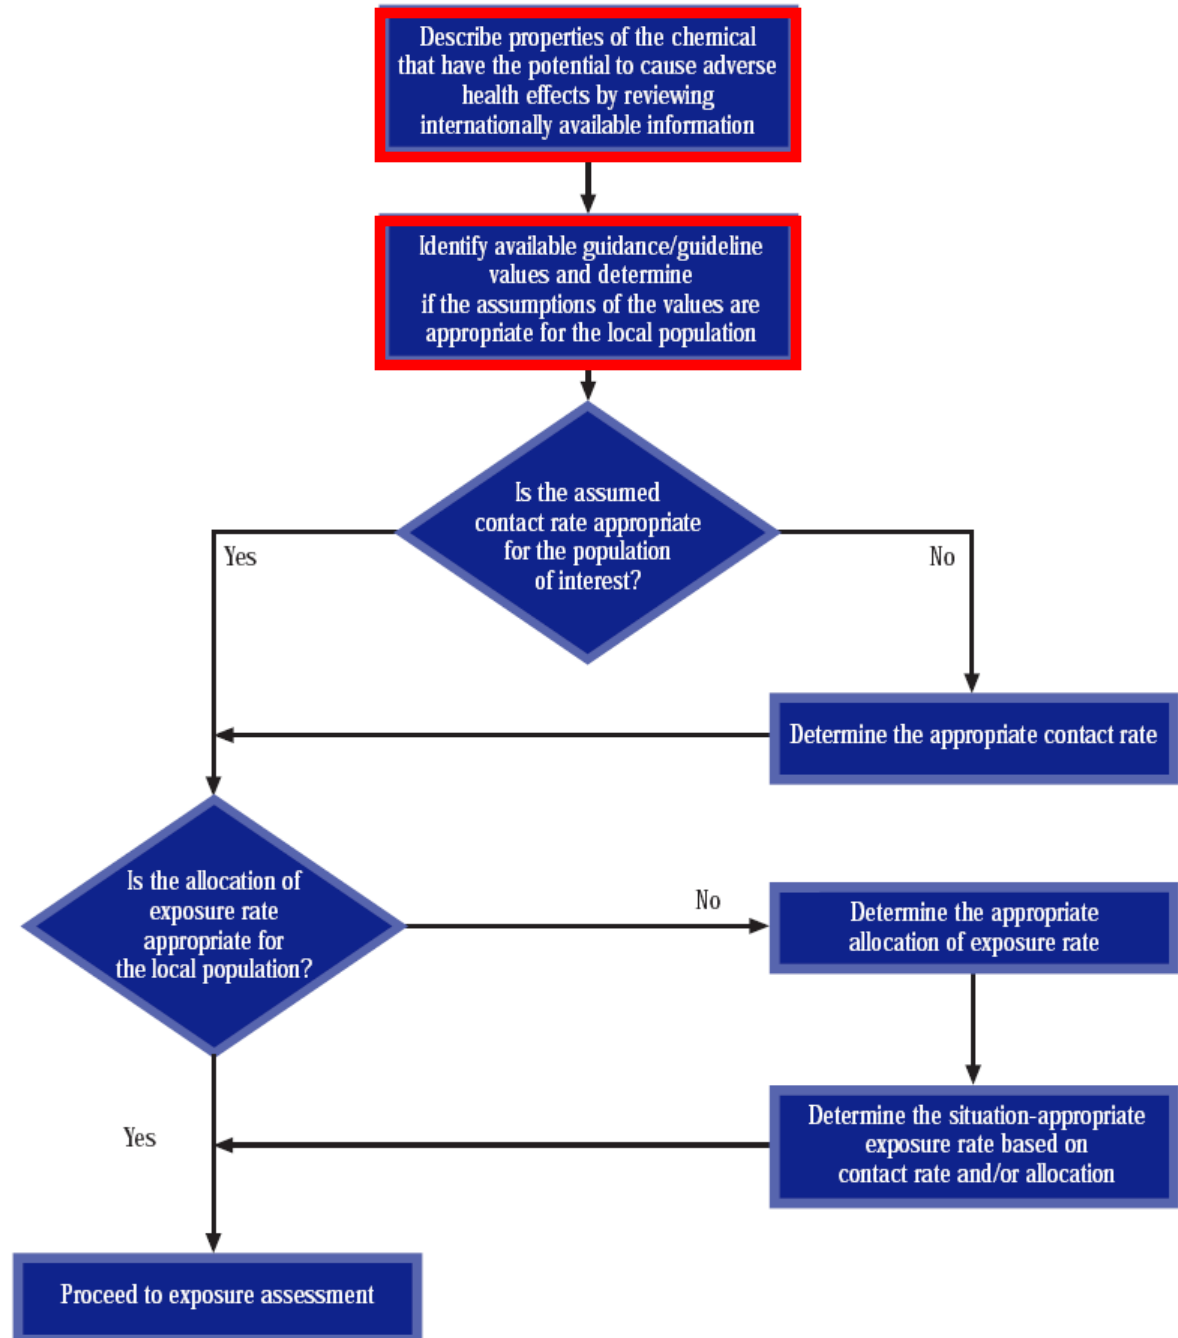 Describe properties of the chemical
that have the potential to cause adverse
health effects by reviewing
internationally available information
Identify available guidance/guideline
values and determine
if the assumptions of the values are
appropriate for the local population
Is the assumed
contact rate appropriate
for the population
of interest?
Yes
No
Determine the appropriate contact rate
Is the allocation of
exposure rate
appropriate for
the local population?
No
Determine the appropriate
allocation of exposure rate
Determine the situation-appropriate
exposure rate based on
contact rate and/or allocation
Yes
Proceed to exposure assessment